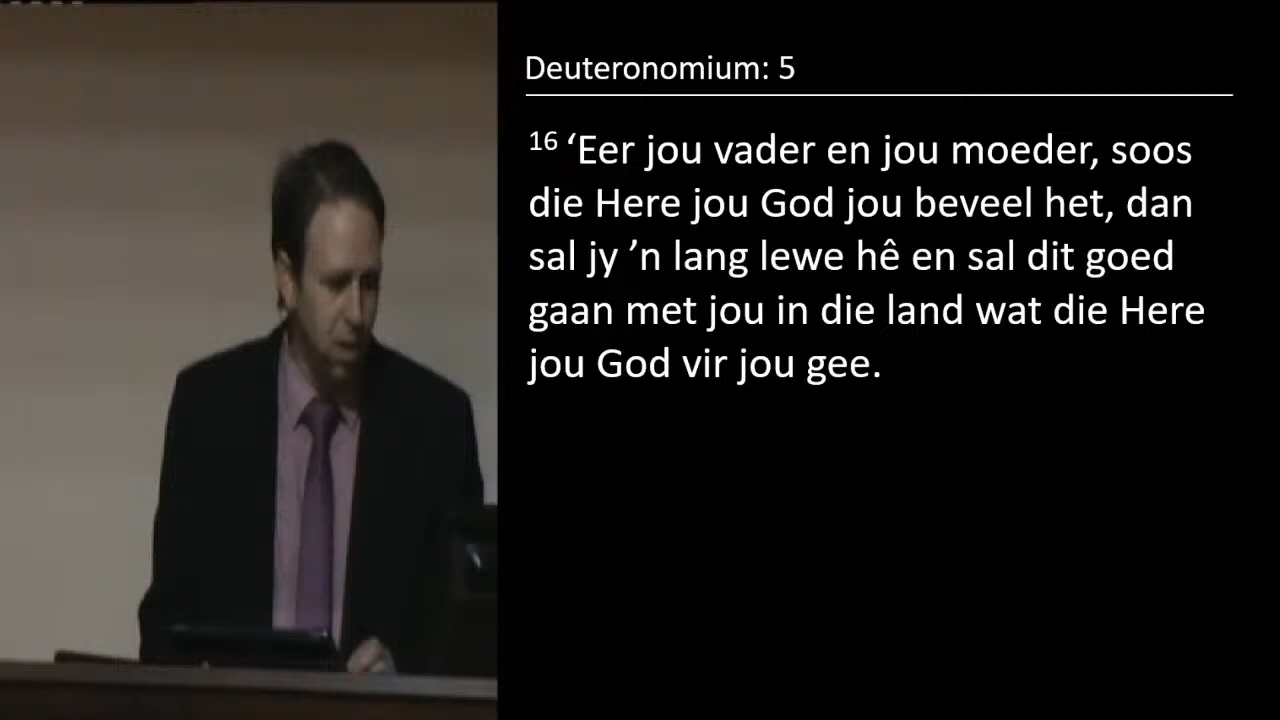 Deuteronomium: 5
16 ‘Eer jou vader en jou moeder, soos
die Here jou God jou beveel het, dan
sal jy ’n lang lewe hê en sal dit goed
gaan met jou in die land wat die Here
jou God vir jou gee.